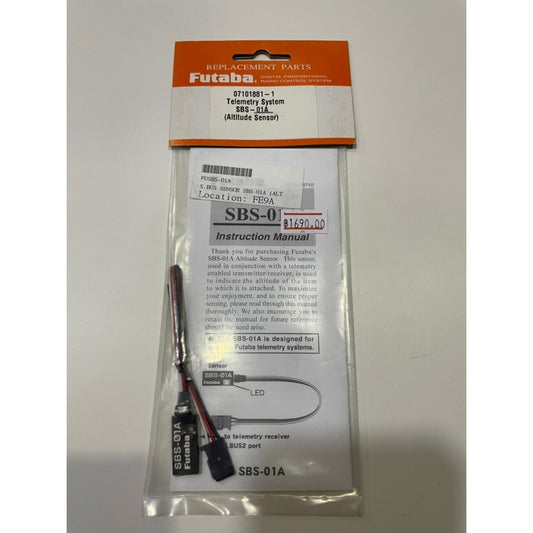 REPLACEMENT PARTS
Futaba. DIGITAL PROPORTIONAL
RADIO CONTROL SYSTEM
07101881-1
Telemetry System
SBS-01A
(Altitude Sensor)
FUSBS-01A
S.BUS SENSOR SBS-01A (ALT
Location: FE9A
SBS-01
฿1690.00
Instruction Manual
Thank you for purchasing Futaba's
SBS-01A Altitude Sensor. This sensor,
used in conjunction with a telemetry
enabled transmitter/receiver, is used
to indicate the altitude of the item
to which it is attached. To maximize
your enjoyment, and to ensure proper
sensing, please read through this manual
thoroughly. We also encourage you to
retain the manual for future reference
should the need arise.
SBS-01A is designed for
Futaba telemetry systems.
Sensor
SBS-01A
Futaba
LED
to telemetry receiver
.BUS2 port
SBS-01A
SBS-01A
Futaba